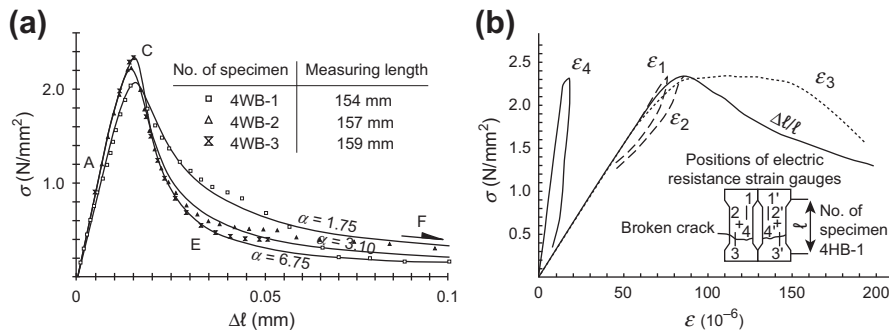 (a)
σ (N/mm²)
2.0
1.0
0
0
0.05
0.1
Δℓ (mm)
A
C
E
F
No. of specimen Measuring length
4WB-1 154 mm
4WB-2 157 mm
4WB-3 159 mm
α = 1.75
α = 3.10
α = 6.75
(b)
σ (N/mm²)
2.5
2.0
1.5
1.0
0.5
0
50
100
150
200
ε (10⁻⁶)
ε₄
ε₁
ε₂
ε₃
Δℓ/ℓ
Positions of electric
resistance strain gauges
Broken crack
1 1'
2 2'
4 4'
3 3'
ℓ
No. of
specimen
4HB-1